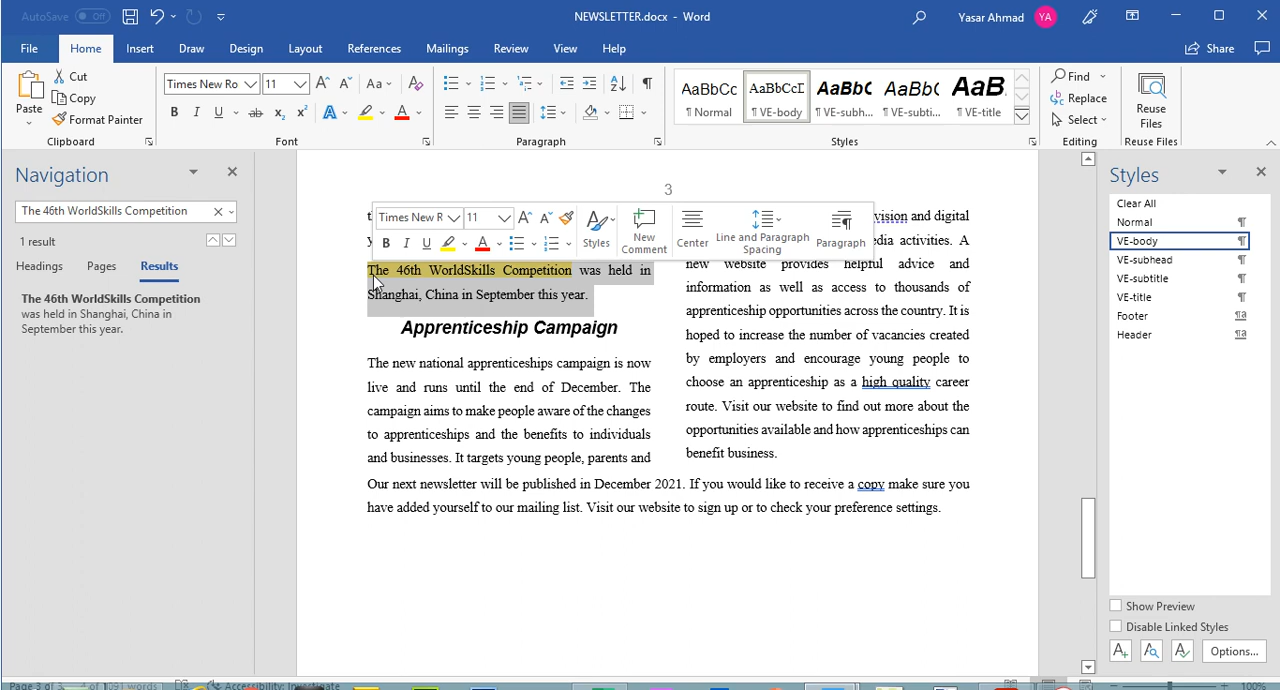 AutoSave Off NEWSLETTER.docx - Word Yasar Ahmad YA
File Home Insert Draw Design Layout References Mailings Review View Help Share
Paste Cut Copy Format Painter Clipboard
Times New Ro 11 Font
Paragraph
AaBbCc ¶ Normal AaBbCcD ¶ VE-body AaBbC ¶ VE-subh... AaBbC ¶ VE-subti... AaB ¶ VE-title Styles
Find Replace Select Editing
Reuse Files Reuse Files
Navigation
The 46th WorldSkills Competition
1 result
Headings Pages Results
The 46th WorldSkills Competition
was held in Shanghai, China in
September this year.
3
Times New R 11 Styles New Comment Center Line and Paragraph Spacing Paragraph
The 46th WorldSkills Competition was held in
Shanghai, China in September this year.
Apprenticeship Campaign
The new national apprenticeships campaign is now
live and runs until the end of December. The
campaign aims to make people aware of the changes
to apprenticeships and the benefits to individuals
and businesses. It targets young people, parents and
vision and digital
media activities. A
new website provides helpful advice and
information as well as access to thousands of
apprenticeship opportunities across the country. It is
hoped to increase the number of vacancies created
by employers and encourage young people to
choose an apprenticeship as a high quality career
route. Visit our website to find out more about the
opportunities available and how apprenticeships can
benefit business.
Our next newsletter will be published in December 2021. If you would like to receive a copy make sure you
have added yourself to our mailing list. Visit our website to sign up or to check your preference settings.
Styles
Clear All
Normal ¶
VE-body ¶
VE-subhead ¶
VE-subtitle ¶
VE-title ¶
Footer ¶a
Header ¶a
Show Preview
Disable Linked Styles
Options...
Page 3 of 3 1091 words Accessibility: Investigate 100%